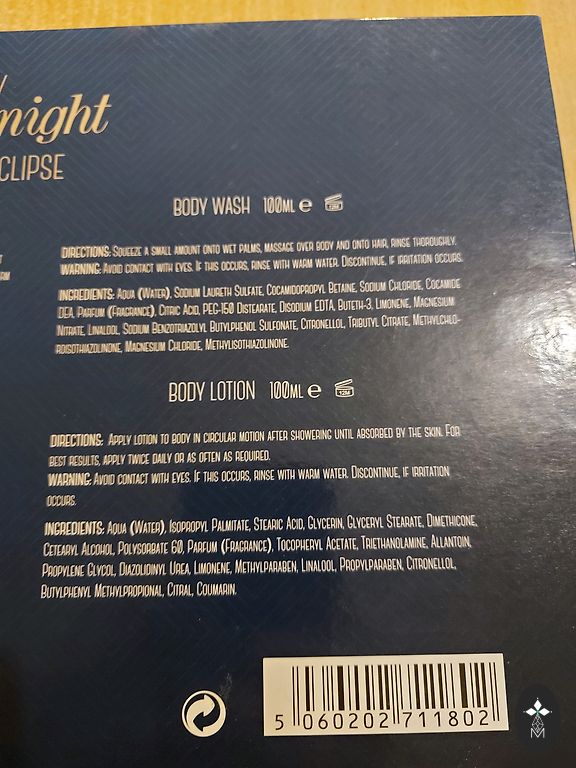 night
CLIPSE
BODY WASH 100ML e 12M
DIRECTIONS: SQUEEZE A SMALL AMOUNT ONTO WET PALMS, MASSAGE OVER BODY AND ONTO HAIR, RINSE THOROUGHLY.
WARNING: AVOID CONTACT WITH EYES. IF THIS OCCURS, RINSE WITH WARM WATER. DISCONTINUE, IF IRRITATION OCCURS.
INGREDIENTS: AQUA (WATER), SODIUM LAURETH SULFATE, COCAMIDOPROPYL BETAINE, SODIUM CHLORIDE, COCAMIDE
DEA, PARFUM (FRAGRANCE), CITRIC ACID, PEG-150 DISTEARATE, DISODIUM EDTA, BUTETH-3, LIMONENE, MAGNESIUM
NITRATE, LINALOOL, SODIUM BENZOTRIAZOLYL BUTYLPHENOL SULFONATE, CITRONELLOL, TRIBUTYL CITRATE, METHYLCHLO-
ROISOTHIAZOLINONE, MAGNESIUM CHLORIDE, METHYLISOTHIAZOLINONE.
BODY LOTION 100ML e 12M
DIRECTIONS: APPLY LOTION TO BODY IN CIRCULAR MOTION AFTER SHOWERING UNTIL ABSORBED BY THE SKIN. FOR
BEST RESULTS, APPLY TWICE DAILY OR AS OFTEN AS REQUIRED.
WARNING: AVOID CONTACT WITH EYES. IF THIS OCCURS, RINSE WITH WARM WATER. DISCONTINUE, IF IRRITATION
OCCURS.
INGREDIENTS: AQUA (WATER), ISOPROPYL PALMITATE, STEARIC ACID, GLYCERIN, GLYCERYL STEARATE, DIMETHICONE,
CETEARYL ALCOHOL, POLYSORBATE 60, PARFUM (FRAGRANCE), TOCOPHERYL ACETATE, TRIETHANOLAMINE, ALLANTOIN,
PROPYLENE GLYCOL, DIAZOLIDINYL UREA, LIMONENE, METHYLPARABEN, LINALOOL, PROPYLPARABEN, CITRONELLOL,
BUTYLPHENYL METHYLPROPIONAL, CITRAL, COUMARIN.
5 060202 711802